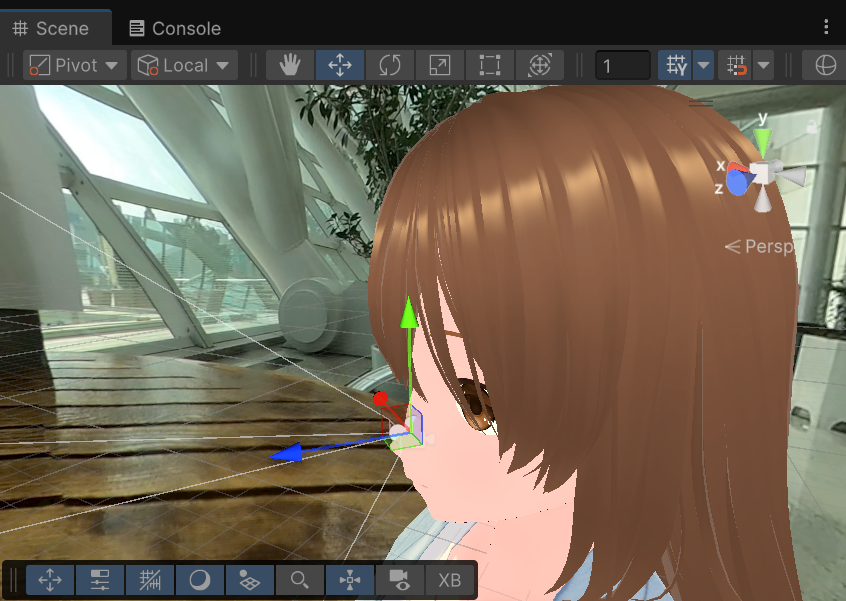 Scene Console
Pivot Local 1
y
x
z
Persp
XB